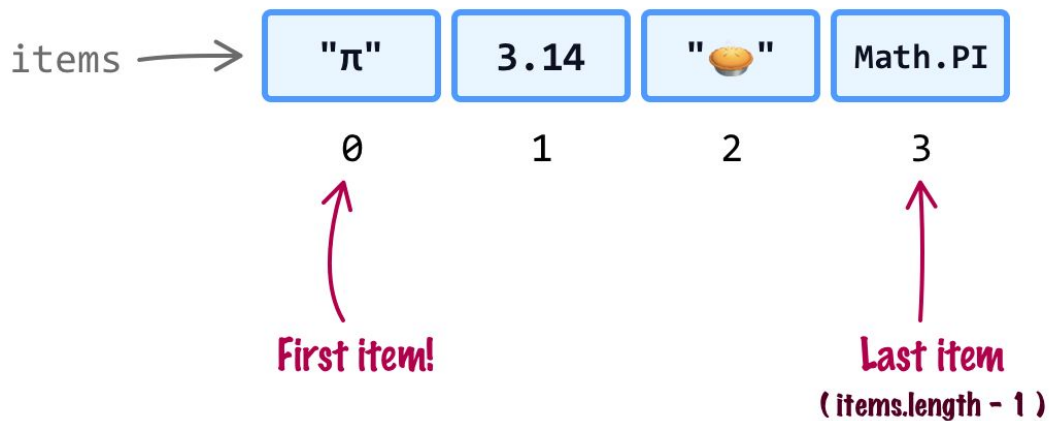 items
"π" 3.14 "🥧" Math.PI
0 1 2 3
First item! Last item
( items.length - 1 )